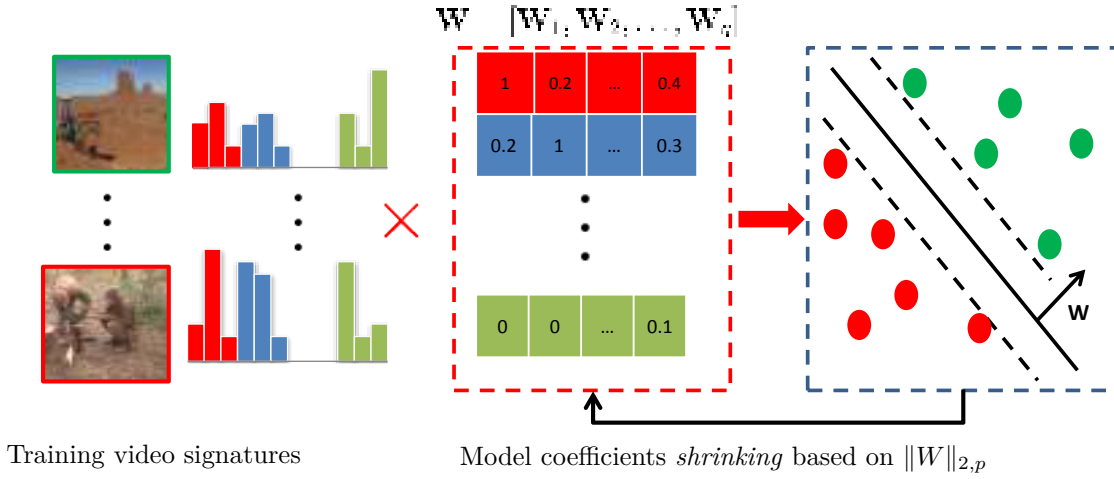 W [W₁, W₂, . . . , W_q]
1 0.2 ... 0.4
0.2 1 ... 0.3
0 0 ... 0.1
w
Training video signatures
Model coefficients shrinking based on ‖W‖₂,ₚ